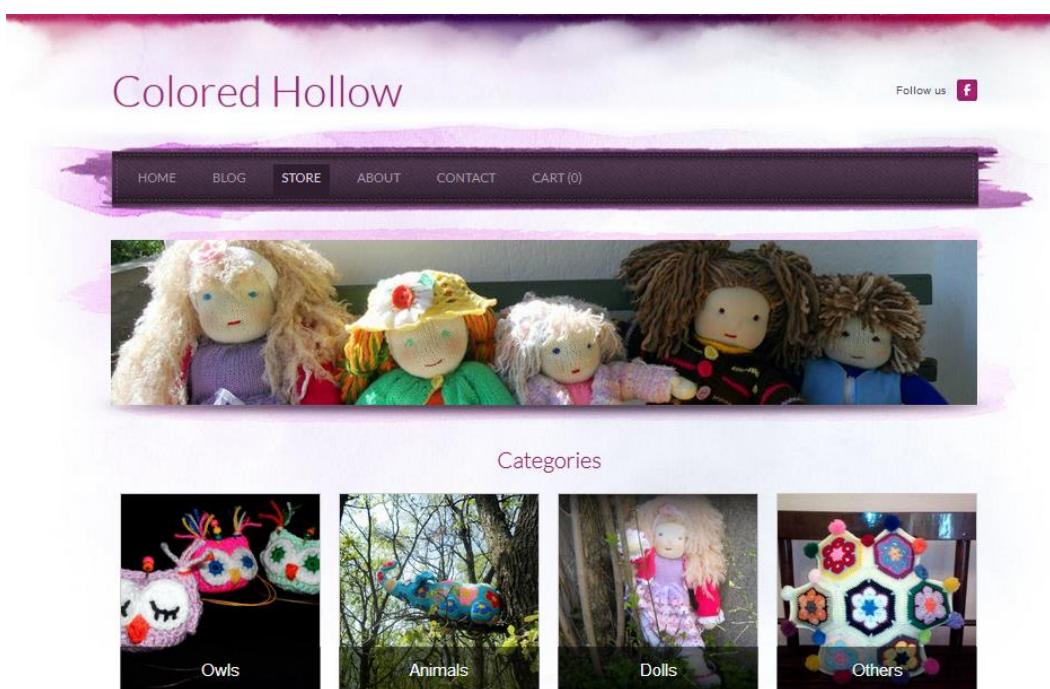 Colored Hollow
Follow us
HOME BLOG STORE ABOUT CONTACT CART (0)
Categories
Owls Animals Dolls Others